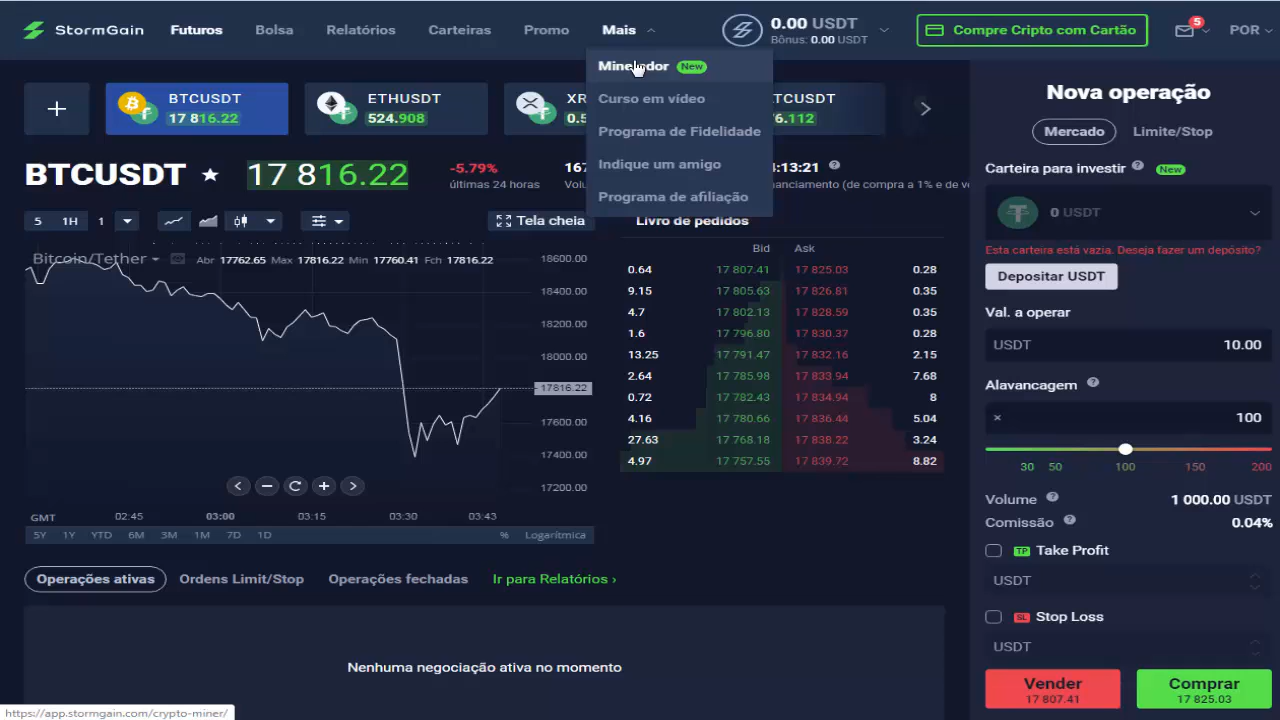 StormGain Futuros Bolsa Relatórios Carteiras Promo Mais 0.00 USDT Bônus: 0.00 USDT Compre Cripto com Cartão 5 POR
Minerador New
Curso em vídeo
Programa de Fidelidade
Indique um amigo
Programa de afiliação
+ BTCUSDT 17 816.22
ETHUSDT 524.908
TCUSDT
BTCUSDT 17 816.22 -5.79% últimas 24 horas
4:13:21
Tela cheia
5 1H 1
Livro de pedidos
Bitcoin/Tether Abr 17762.65 Max 17816.22 Min 17760.41 Fch 17816.22
18600.00
18400.00
18200.00
18000.00
17816.22
17600.00
17400.00
17200.00
GMT 02:45 03:00 03:15 03:30 03:43
5Y 1Y YTD 6M 3M 1M 7D 1D % Logarítmica
Bid Ask
0.64 17 807.41 17 825.03 0.28
9.15 17 805.63 17 826.81 0.35
4.7 17 802.13 17 828.59 0.35
1.6 17 796.80 17 830.37 0.28
13.25 17 791.47 17 832.16 2.15
2.64 17 785.98 17 833.94 7.68
0.72 17 782.43 17 834.94 8
4.16 17 780.66 17 836.44 5.04
27.63 17 768.18 17 838.22 3.24
4.97 17 757.55 17 839.72 8.82
Operações ativas Ordens Limit/Stop Operações fechadas Ir para Relatórios ›
Nenhuma negociação ativa no momento
Nova operação
Mercado Limite/Stop
Carteira para investir ? New
0 USDT
Esta carteira está vazia. Deseja fazer um depósito?
Depositar USDT
Val. a operar
USDT 10.00
Alavancagem ?
× 100
30 50 100 150 200
Volume ? 1 000.00 USDT
Comissão ? 0.04%
TP Take Profit
USDT
SL Stop Loss
USDT
Vender 17 807.41
Comprar 17 825.03
https://app.stormgain.com/crypto-miner/